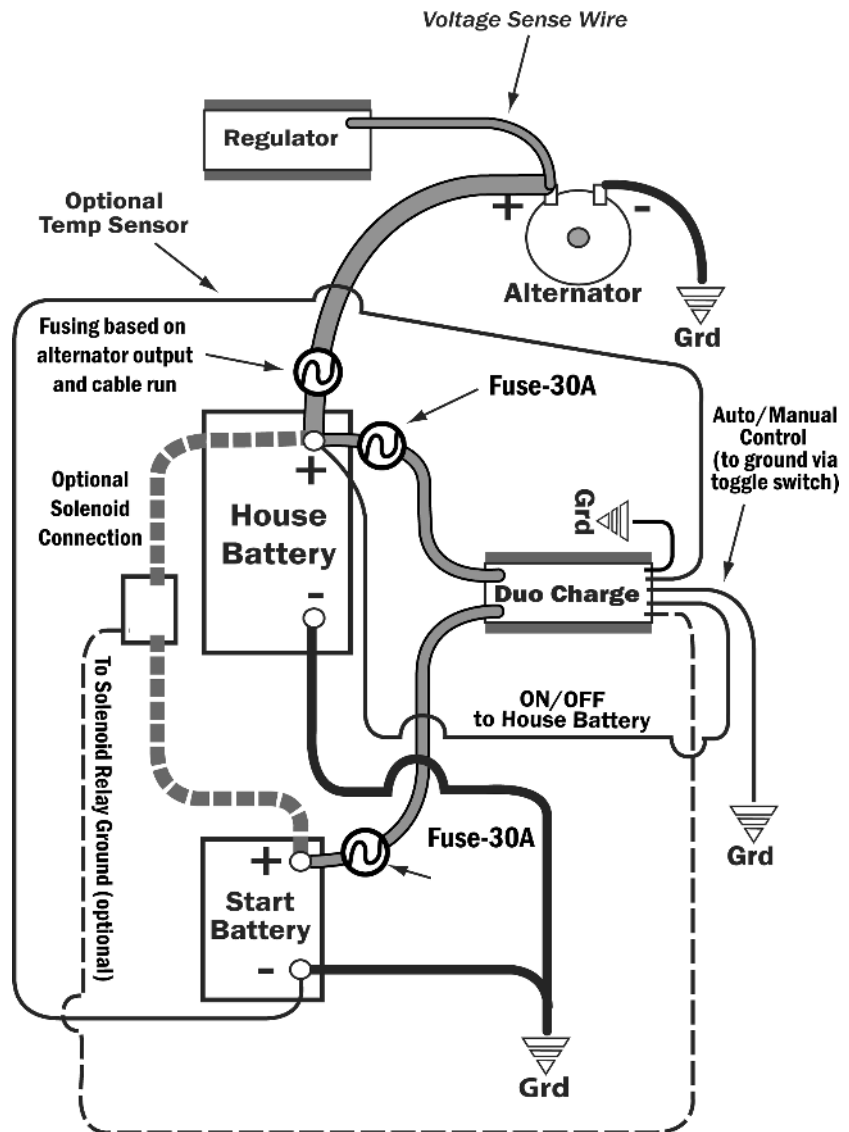 Voltage Sense Wire
Regulator
Optional
Temp Sensor
+
-
Alternator
Grd
Fusing based on
alternator output
and cable run
Fuse-30A
Auto/Manual
Control
(to ground via
toggle switch)
Optional
Solenoid
Connection
+
House
Battery
-
Grd
Duo Charge
ON/OFF
to House Battery
To Solenoid Relay Ground (optional)
Fuse-30A
Grd
+
Start
Battery
-
Grd